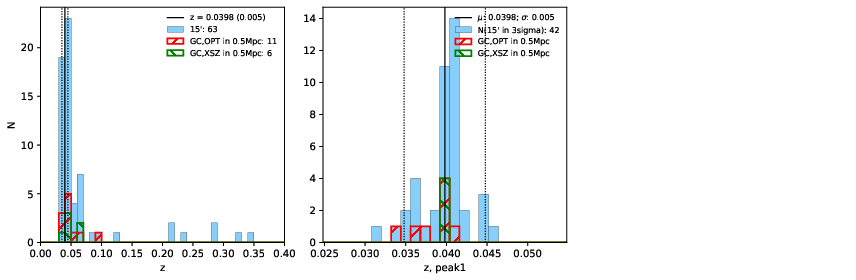 z = 0.0398 (0.005)
15': 63
GC,OPT in 0.5Mpc: 11
GC,XSZ in 0.5Mpc: 6
N
20
15
10
5
0
0.00 0.05 0.10 0.15 0.20 0.25 0.30 0.35 0.40
z
μ: 0.0398; σ: 0.005
N(15' in 3sigma): 42
GC,OPT in 0.5Mpc
GC,XSZ in 0.5Mpc
14
12
10
8
6
4
2
0
0.025 0.030 0.035 0.040 0.045 0.050
z, peak1